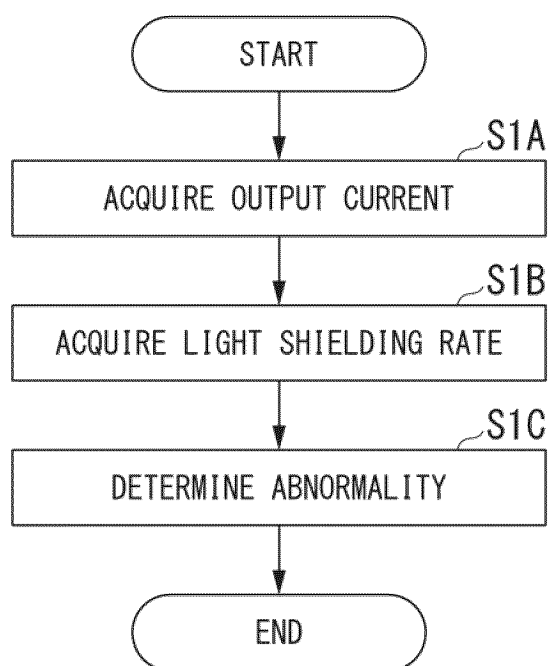 START
S1A
ACQUIRE OUTPUT CURRENT
S1B
ACQUIRE LIGHT SHIELDING RATE
S1C
DETERMINE ABNORMALITY
END